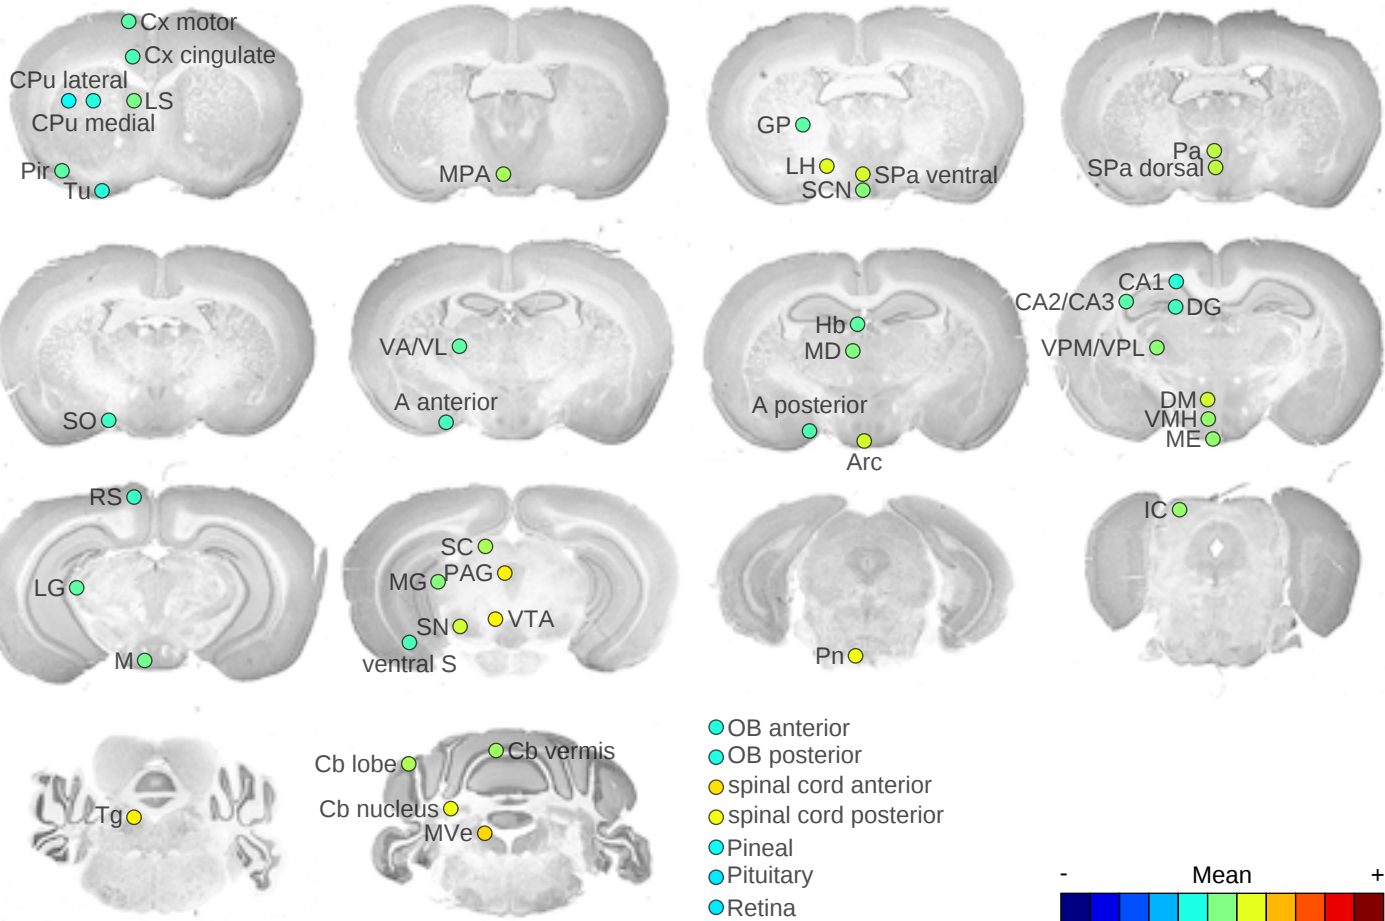 Cx motor
Cx cingulate
CPu lateral
LS
CPu medial
Pir
Tu
MPA
GP
LH
SPa ventral
SCN
Pa
SPa dorsal
SO
VA/VL
A anterior
Hb
MD
A posterior
Arc
CA1
CA2/CA3
DG
VPM/VPL
DM
VMH
ME
RS
LG
M
SC
PAG
MG
VTA
SN
ventral S
Pn
IC
Tg
Cb lobe
Cb vermis
Cb nucleus
MVe
OB anterior
OB posterior
spinal cord anterior
spinal cord posterior
Pineal
Pituitary
Retina
- Mean +